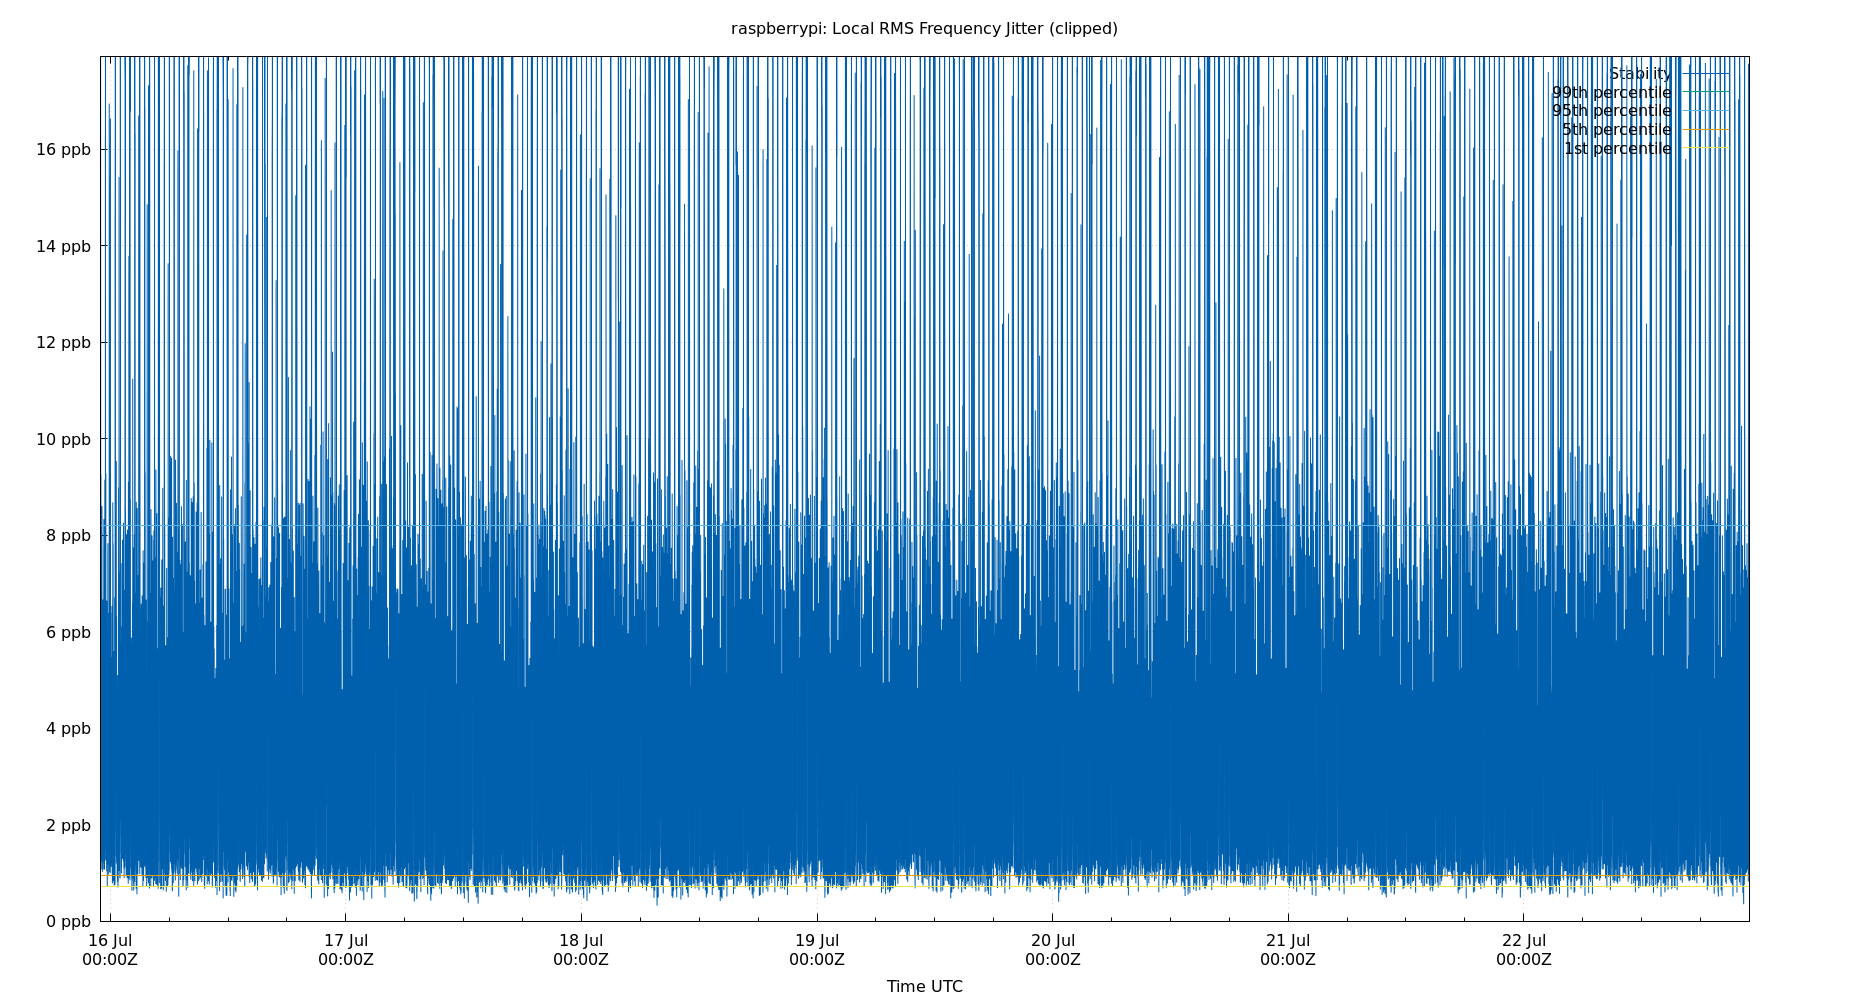 raspberrypi: Local RMS Frequency Jitter (clipped)
Stability
99th percentile
95th percentile
5th percentile
1st percentile
16 ppb
14 ppb
12 ppb
10 ppb
8 ppb
6 ppb
4 ppb
2 ppb
0 ppb
16 Jul 17 Jul 18 Jul 19 Jul 20 Jul 21 Jul 22 Jul
00:00Z 00:00Z 00:00Z 00:00Z 00:00Z 00:00Z 00:00Z
Time UTC